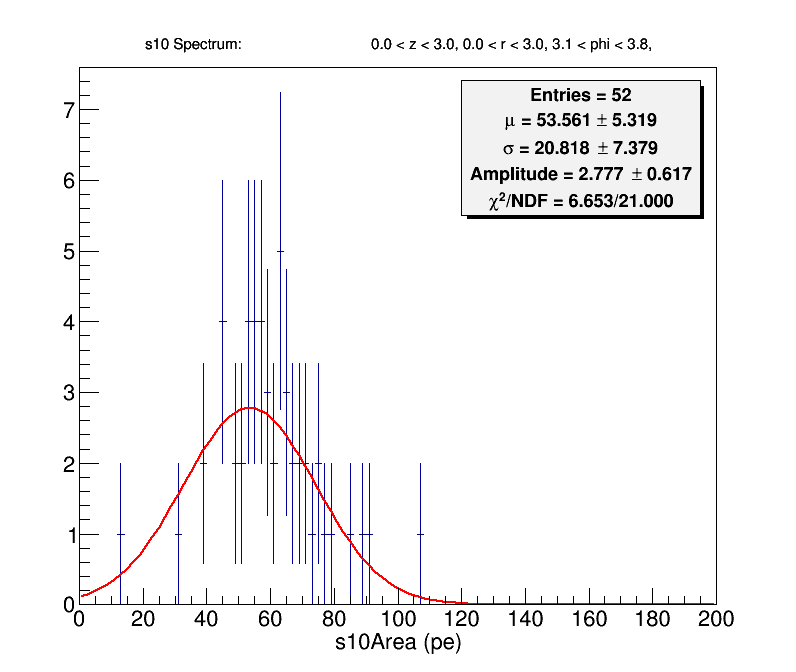 s10 Spectrum: 0.0 < z < 3.0, 0.0 < r < 3.0, 3.1 < phi < 3.8,
Entries = 52
μ = 53.561 ± 5.319
σ = 20.818 ± 7.379
Amplitude = 2.777 ± 0.617
χ²/NDF = 6.653/21.000
7
6
5
4
3
2
1
0
0 20 40 60 80 100 120 140 160 180 200
s10Area (pe)